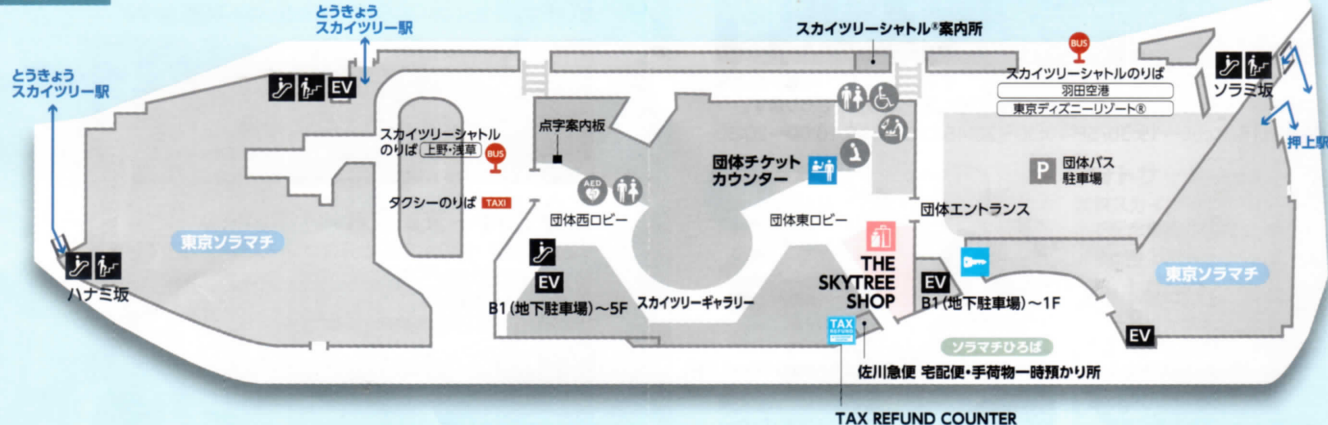 とうきょう
スカイツリー駅
とうきょう
スカイツリー駅
EV
スカイツリーシャトル®案内所
BUS
スカイツリーシャトルのりば
羽田空港
東京ディズニーリゾート®
ソラミ坂
押上駅
スカイツリーシャトル
のりば 上野・浅草
BUS
点字案内板
団体チケット
カウンター
P
団体バス
駐車場
AED
タクシーのりば TAXI
団体西ロビー
団体東ロビー
団体エントランス
東京ソラマチ
ハナミ坂
EV
B1(地下駐車場)～5F
スカイツリーギャラリー
THE
SKYTREE
SHOP
EV
B1(地下駐車場)～1F
東京ソラマチ
TAX
REFUND
ソラマチひろば
EV
佐川急便 宅配便・手荷物一時預かり所
TAX REFUND COUNTER